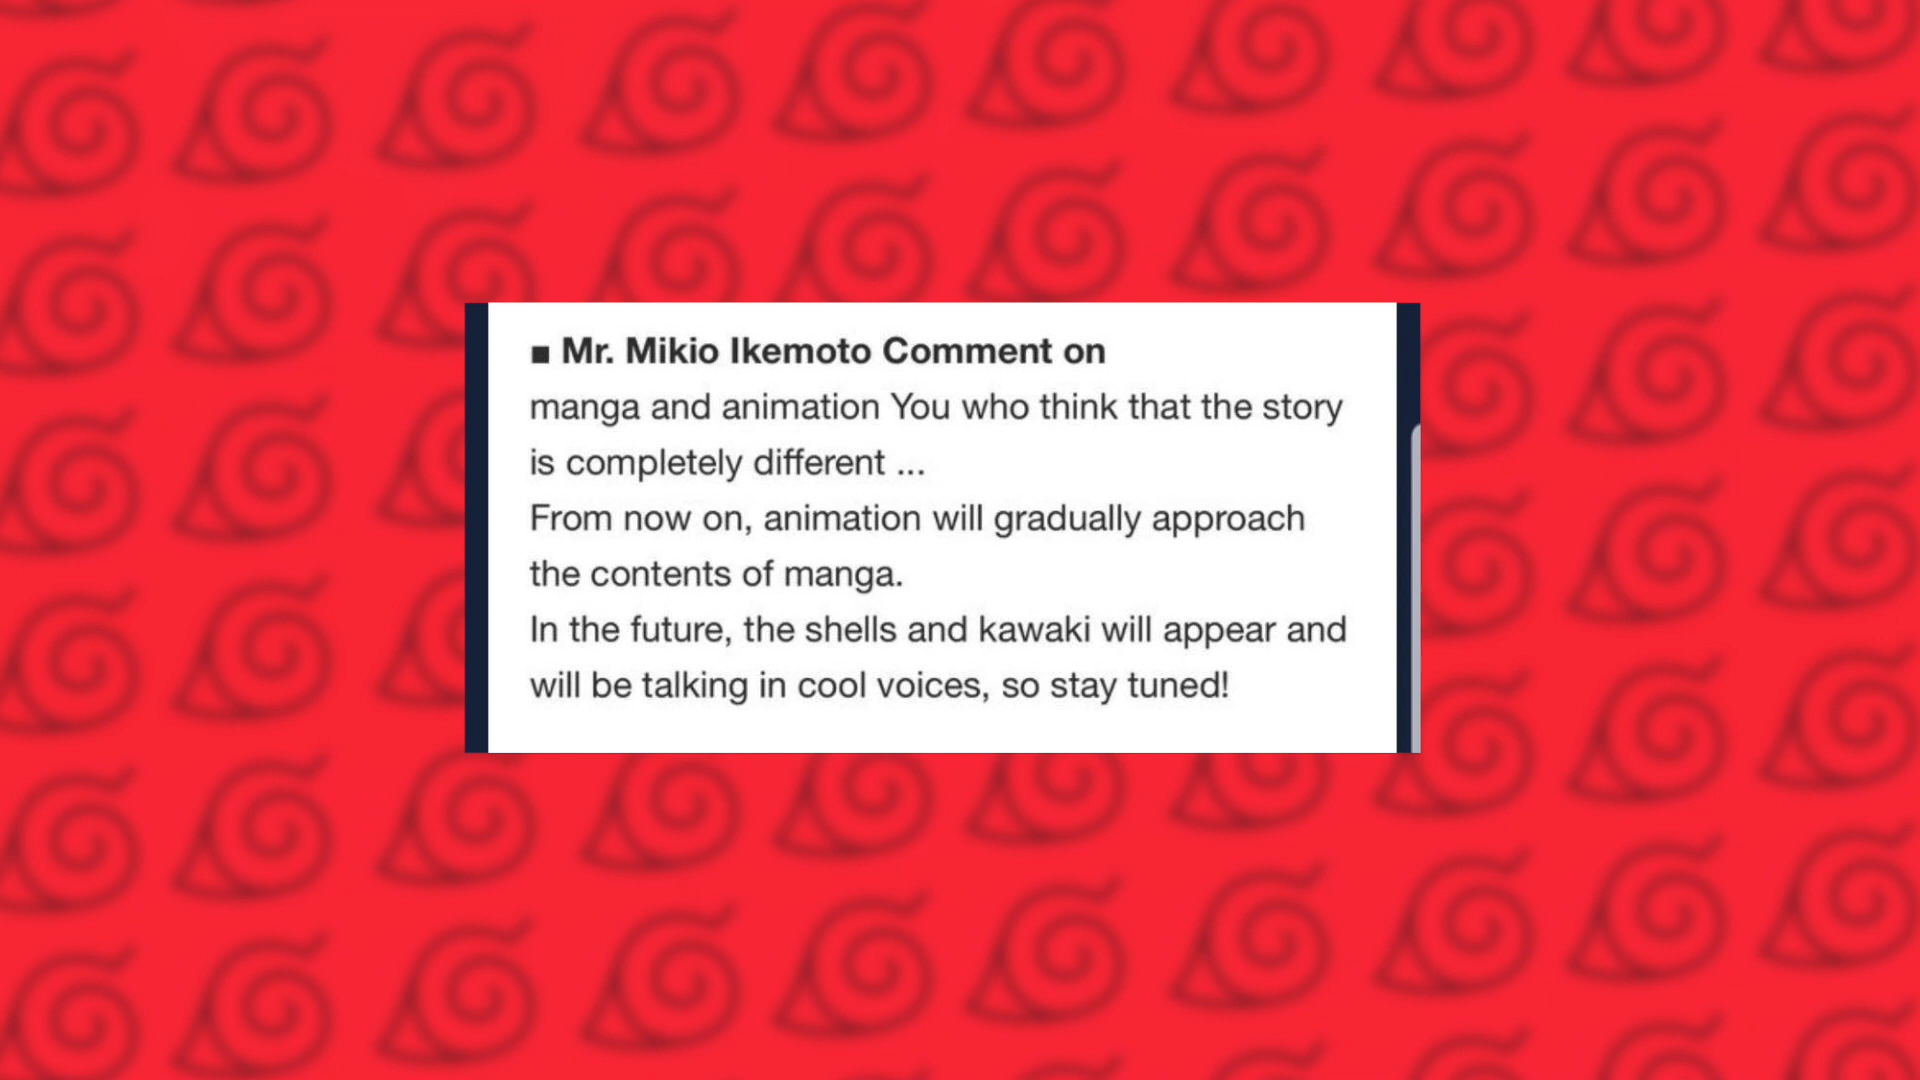 ■ Mr. Mikio Ikemoto Comment on
manga and animation You who think that the story
is completely different ...
From now on, animation will gradually approach
the contents of manga.
In the future, the shells and kawaki will appear and
will be talking in cool voices, so stay tuned!